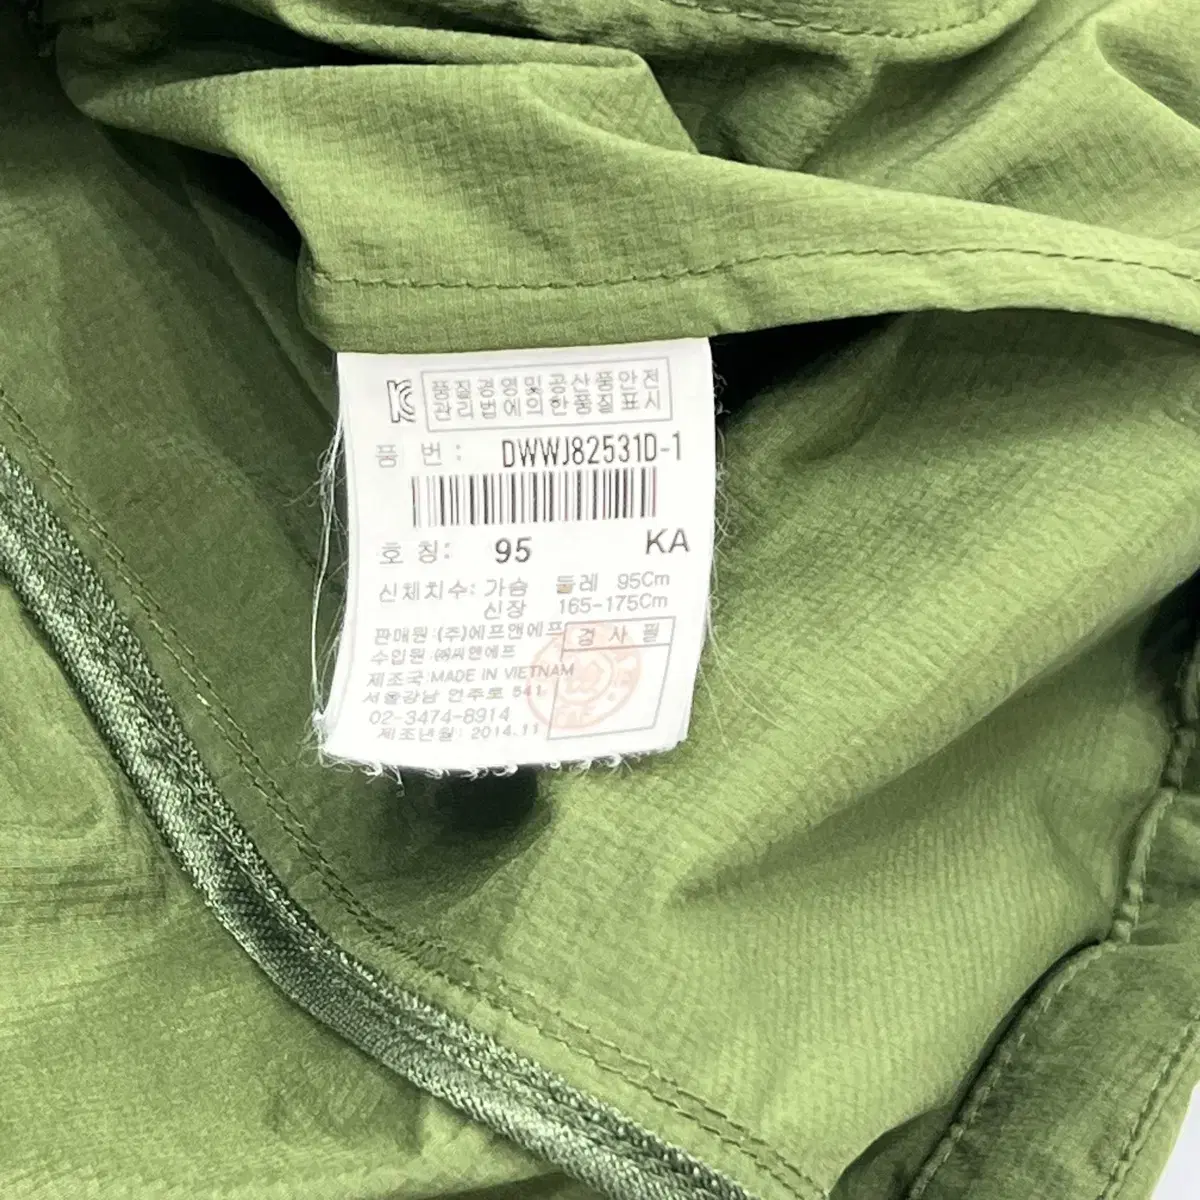 품질경영및공산품안전
관리법에의한품질표시
품 번 : DWWJ82531D-1
호 칭: 95 KA
신체치수: 가슴 둘레 95Cm
신장 165-175Cm
판매원 :(주)에프앤에프
검 사 필
수입원 :㈜씨앤에프
제조국:MADE IN VIETNAM
서울강남 언주로 541
02-3474-8914
제조년월: 2014.11